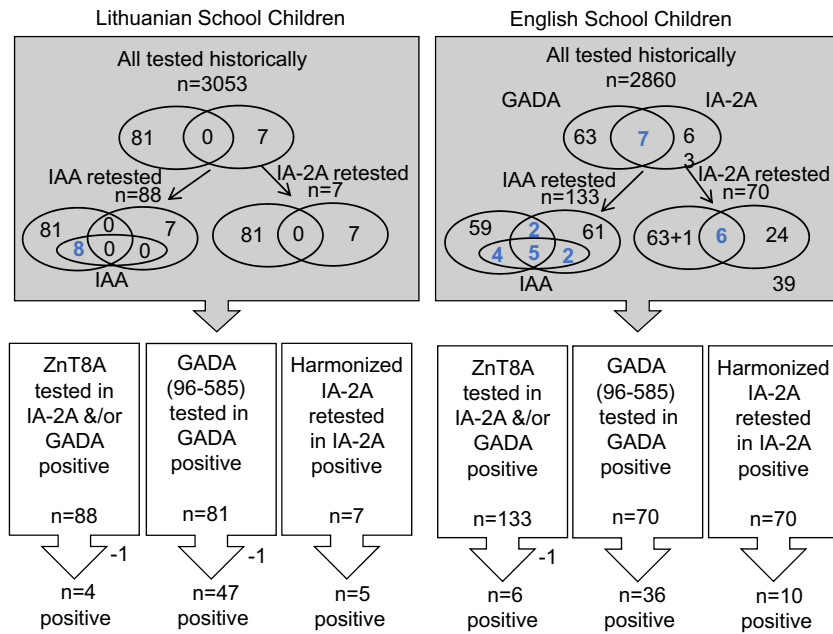 Lithuanian School Children
All tested historically
n=3053
81
0
7
IAA retested
n=88
IA-2A retested
n=7
81
0
7
8
0
0
IAA
81
0
7
ZnT8A
tested in
IA-2A &/or
GADA
positive
n=88
-1
n=4
positive
GADA
(96-585)
tested in
GADA
positive
n=81
-1
n=47
positive
Harmonized
IA-2A
retested
in IA-2A
positive
n=7
n=5
positive
English School Children
All tested historically
n=2860
GADA
IA-2A
63
7
6
3
IAA retested
n=133
IA-2A retested
n=70
59
2
61
4
5
2
IAA
63+1
6
24
39
ZnT8A
tested in
IA-2A &/or
GADA
positive
n=133
-1
n=6
positive
GADA
(96-585)
tested in
GADA
positive
n=70
n=36
positive
Harmonized
IA-2A
retested
in IA-2A
positive
n=70
n=10
positive